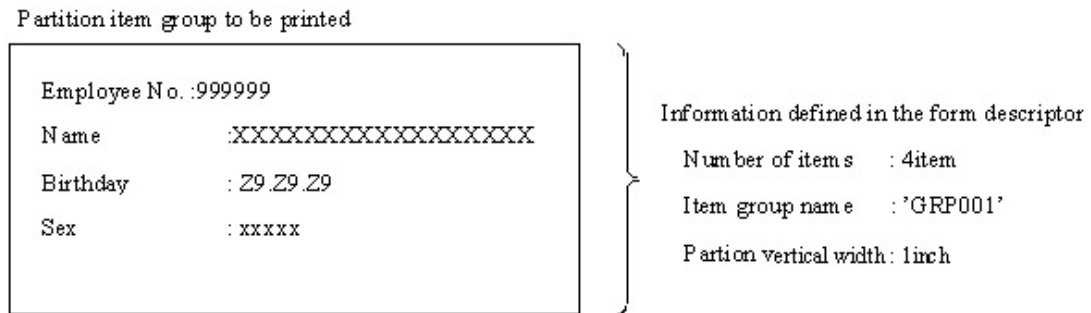 Partition item group to be printed
Employee No. :999999
Name :XXXXXXXXXXXXXXXXX
Birthday : Z9.Z9.Z9
Sex : xxxxx
Information defined in the form descriptor
Number of items : 4item
Item group name : 'GRP001'
Partion vertical width : 1inch